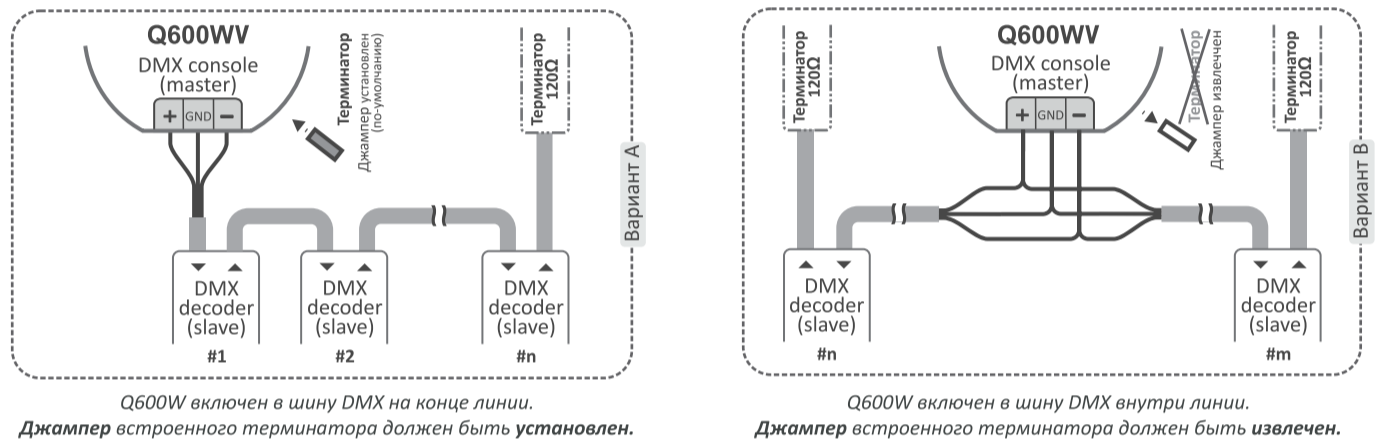 Q600WV
DMX console
(master)
+ GND −
Терминатор
Джампер установлен
(по-умолчанию)
Терминатор
120Ω
Вариант A
DMX
decoder
(slave)
#1
DMX
decoder
(slave)
#2
DMX
decoder
(slave)
#n
Q600W включен в шину DMX на конце линии.
Джампер встроенного терминатора должен быть установлен.
Терминатор
120Ω
Q600WV
DMX console
(master)
+ GND −
Терминатор
Джампер извлеччен
Терминатор
120Ω
Вариант B
DMX
decoder
(slave)
#n
DMX
decoder
(slave)
#m
Q600W включен в шину DMX внутри линии.
Джампер встроенного терминатора должен быть извлечен.